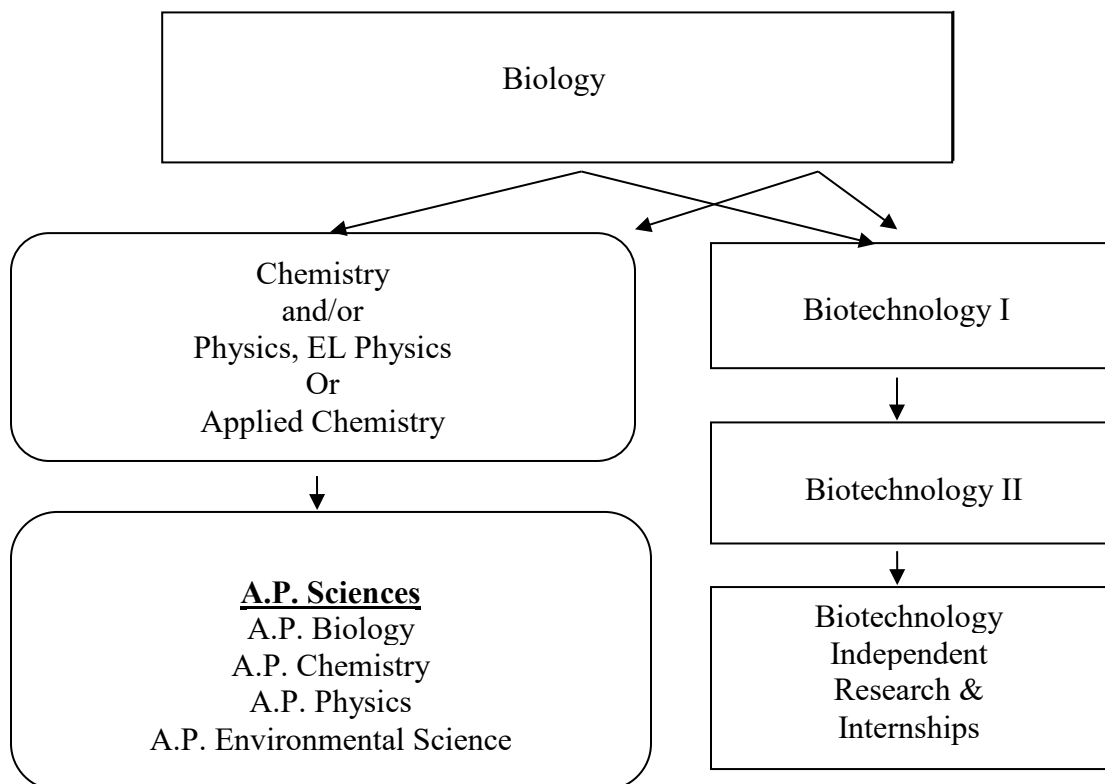 Biology
Chemistry
and/or
Physics, EL Physics
Or
Applied Chemistry
Biotechnology I
Biotechnology II
A.P. Sciences
A.P. Biology
A.P. Chemistry
A.P. Physics
A.P. Environmental Science
Biotechnology
Independent
Research &
Internships